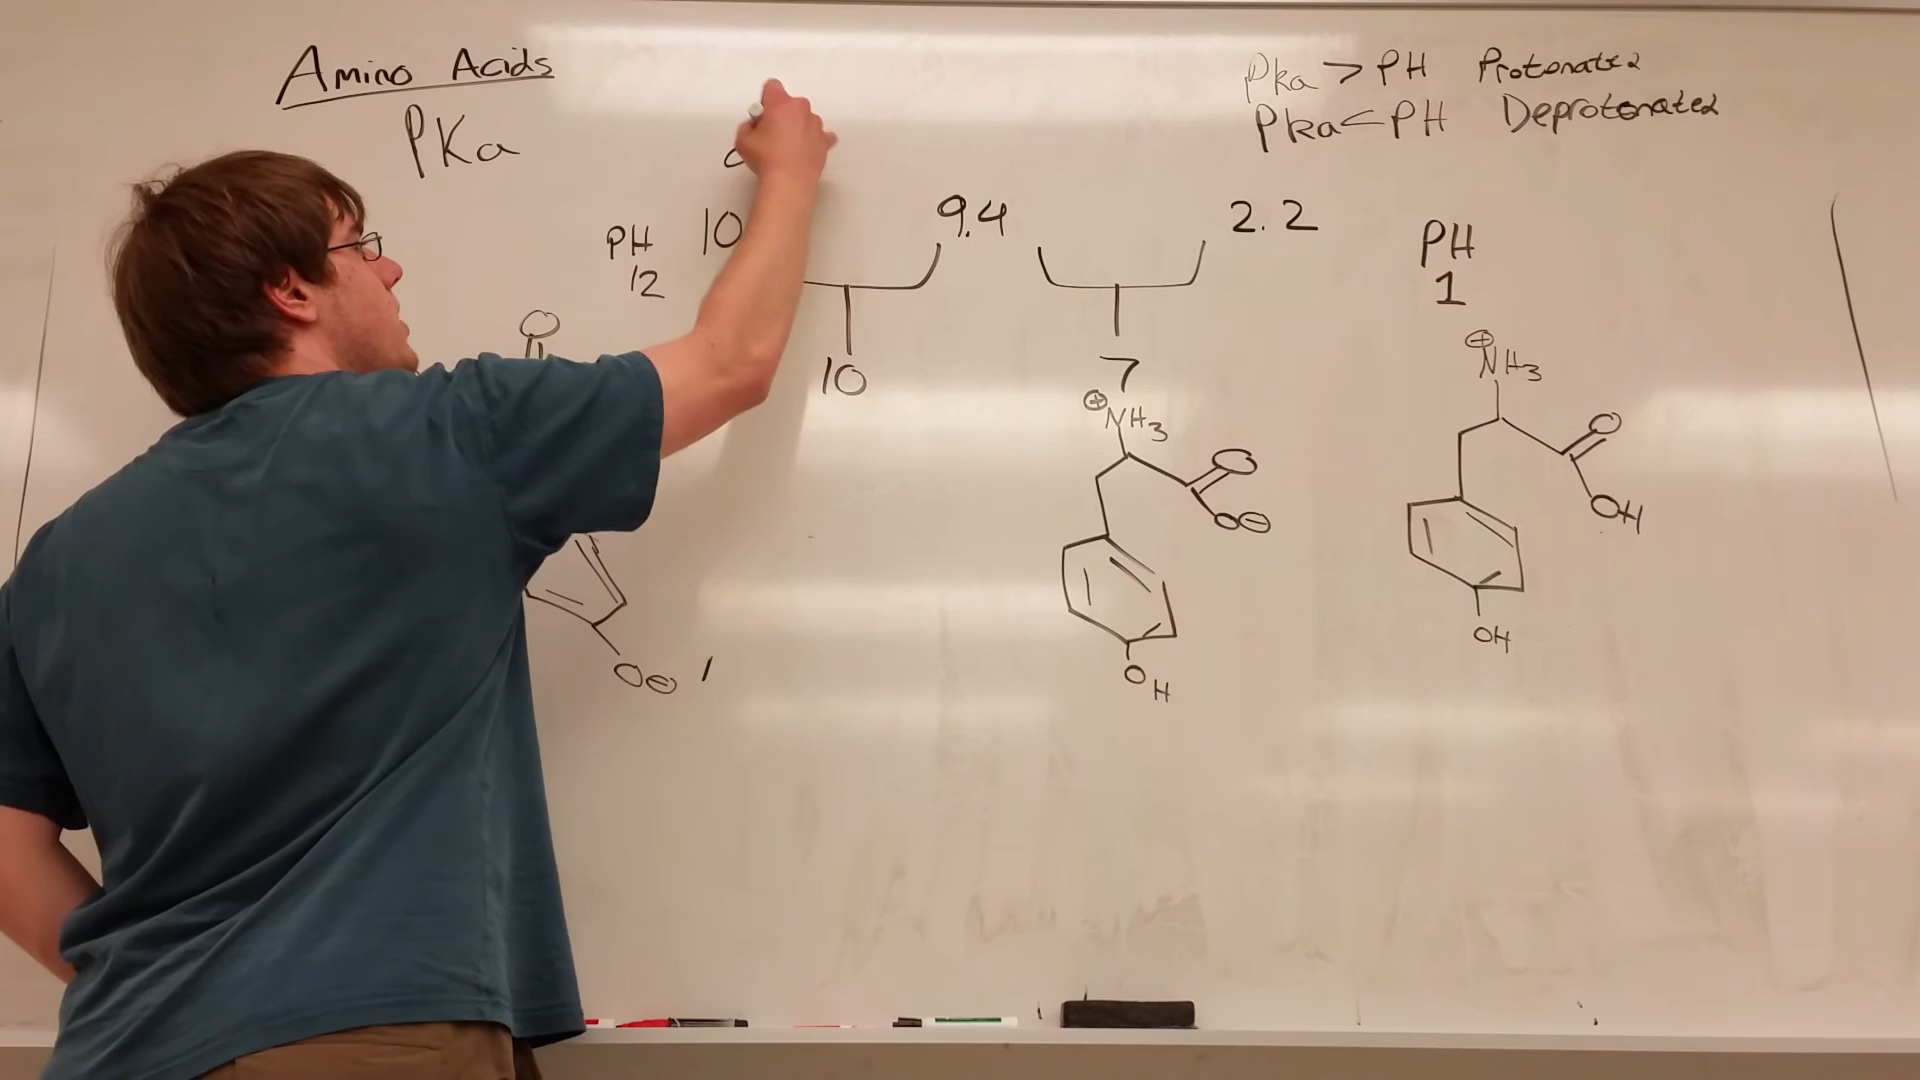 Amino Acids
PKa
PKa > PH Protonated
PKa < PH Deprotonated
PH
12
10
9.4
2.2
PH
1
10
7
⊕NH3
O
O⊖
OH
⊕NH3
O
OH
OH
O
O⊖